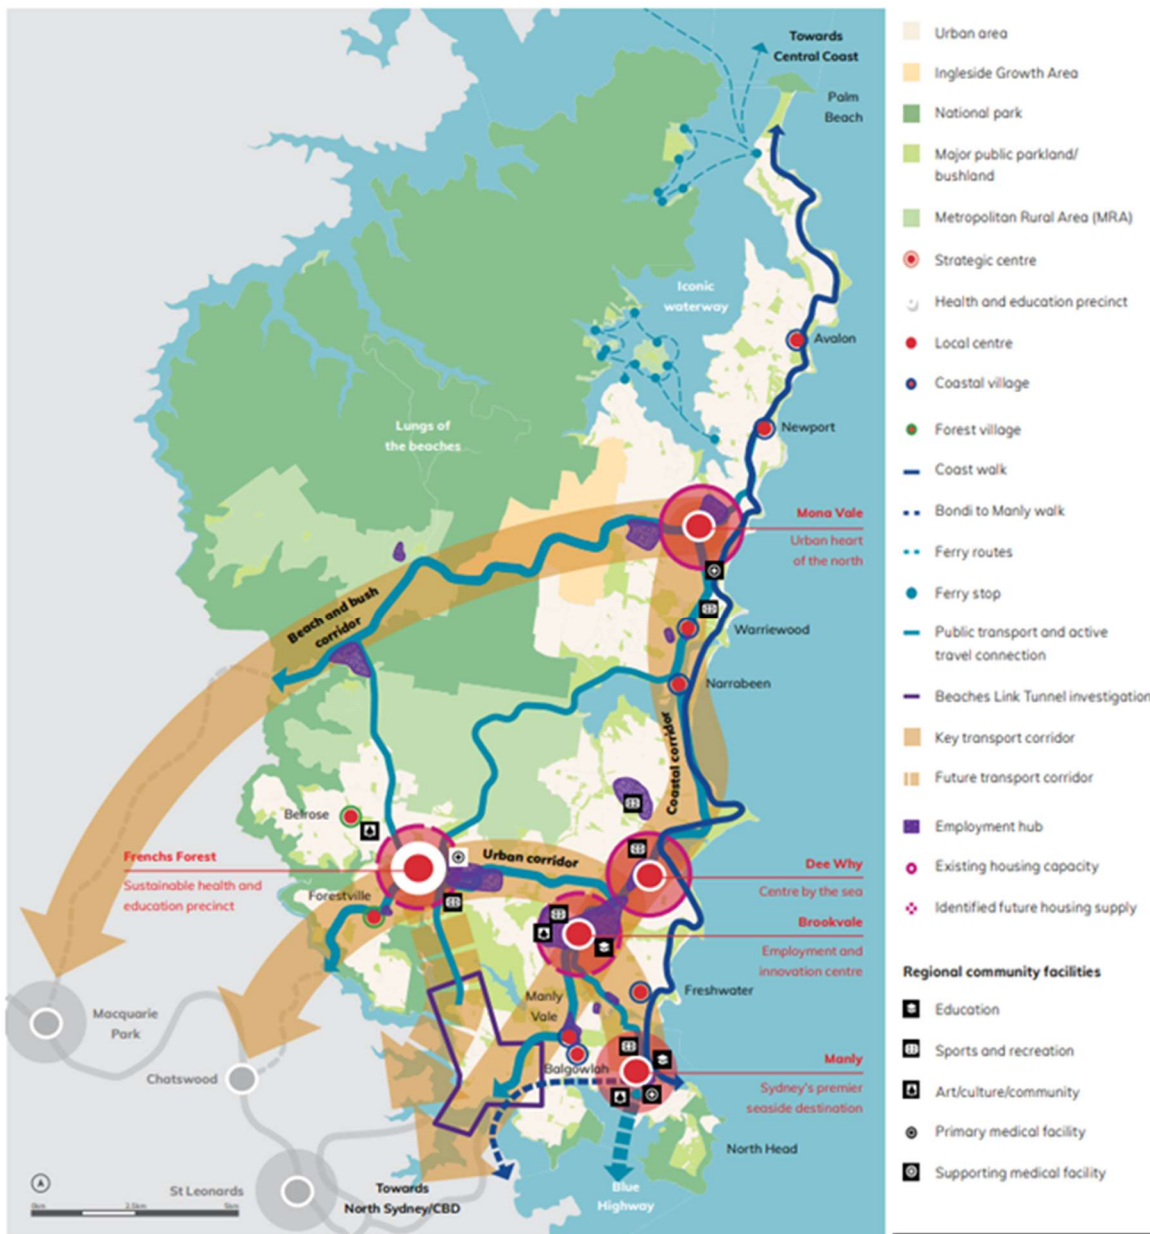 Towards
Central Coast
Palm
Beach
Iconic
waterway
Avalon
Lungs of
the beaches
Newport
Mona Vale
Urban heart
of the north
Beach and bush
corridor
Warriewood
Narrabeen
Coastal corridor
Belrose
Frenchs Forest
Sustainable health and
education precinct
Urban corridor
Forestville
Dee Why
Centre by the sea
Brookvale
Employment and
innovation centre
Manly
Vale
Freshwater
Macquarie
Park
Chatswood
Balgowlah
Manly
Sydney's premier
seaside destination
North Head
St Leonards
Towards
North Sydney/CBD
Blue
Highway
A
0km 2.5km 5km
Urban area
Ingleside Growth Area
National park
Major public parkland/
bushland
Metropolitan Rural Area (MRA)
Strategic centre
Health and education precinct
Local centre
Coastal village
Forest village
Coast walk
Bondi to Manly walk
Ferry routes
Ferry stop
Public transport and active
travel connection
Beaches Link Tunnel investigation
Key transport corridor
Future transport corridor
Employment hub
Existing housing capacity
Identified future housing supply
Regional community facilities
Education
Sports and recreation
Art/culture/community
Primary medical facility
Supporting medical facility